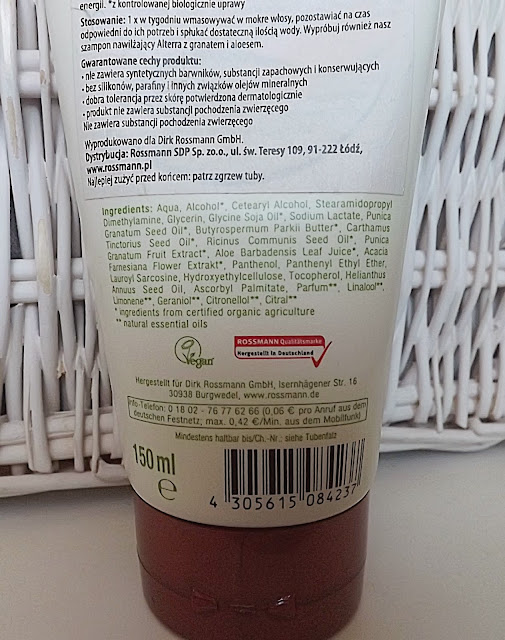 energii. *z kontrolowanej biologicznie uprawy
Stosowanie: 1 x w tygodniu wmasowywać w mokre włosy, pozostawiać na czas
odpowiedni do ich potrzeb i spłukać dostateczną ilością wody. Wypróbuj również nasz
szampon nawilżający Alterra z granatem i aloesem.
Gwarantowane cechy produktu:
• nie zawiera syntetycznych barwników, substancji zapachowych i konserwujących
• bez silikonów, parafiny i innych związków olejów mineralnych
• dobra tolerancja przez skórę potwierdzona dermatologicznie
• produkt nie zawiera substancji pochodzenia zwierzęcego
Nie zawiera substancji pochodzenia zwierzęcego
Wyprodukowano dla Dirk Rossmann GmbH.
Dystrybucja: Rossmann SDP Sp. zo.o., ul. św. Teresy 109, 91-222 Łódź,
www.rossmann.pl
Najlepiej zużyć przed końcem: patrz zgrzew tuby.
Ingredients: Aqua, Alcohol*, Cetearyl Alcohol, Stearamidopropyl
Dimethylamine, Glycerin, Glycine Soja Oil*, Sodium Lactate, Punica
Granatum Seed Oil*, Butyrospermum Parkii Butter*, Carthamus
Tinctorius Seed Oil*, Ricinus Communis Seed Oil*, Punica
Granatum Fruit Extract*, Aloe Barbadensis Leaf Juice*, Acacia
Farnesiana Flower Extrakt*, Panthenol, Panthenyl Ethyl Ether,
Lauroyl Sarcosine, Hydroxyethylcellulose, Tocopherol, Helianthus
Annuus Seed Oil, Ascorbyl Palmitate, Parfum**, Linalool**,
Limonene**, Geraniol**, Citronellol**, Citral**
* ingredients from certified organic agriculture
** natural essential oils
Vegan
ROSSMANN Qualitätsmarke
Hergestellt in Deutschland
Hergestellt für Dirk Rossmann GmbH, Isernhägener Str. 16
30938 Burgwedel, www.rossmann.de
Info-Telefon: 0 18 02 - 76 77 62 66 (0,06 € pro Anruf aus dem
deutschen Festnetz; max. 0,42 €/Min. aus dem Mobilfunk)
Mindestens haltbar bis/Ch.-Nr.: siehe Tubenfalz
150 ml
e
4 305615 084237